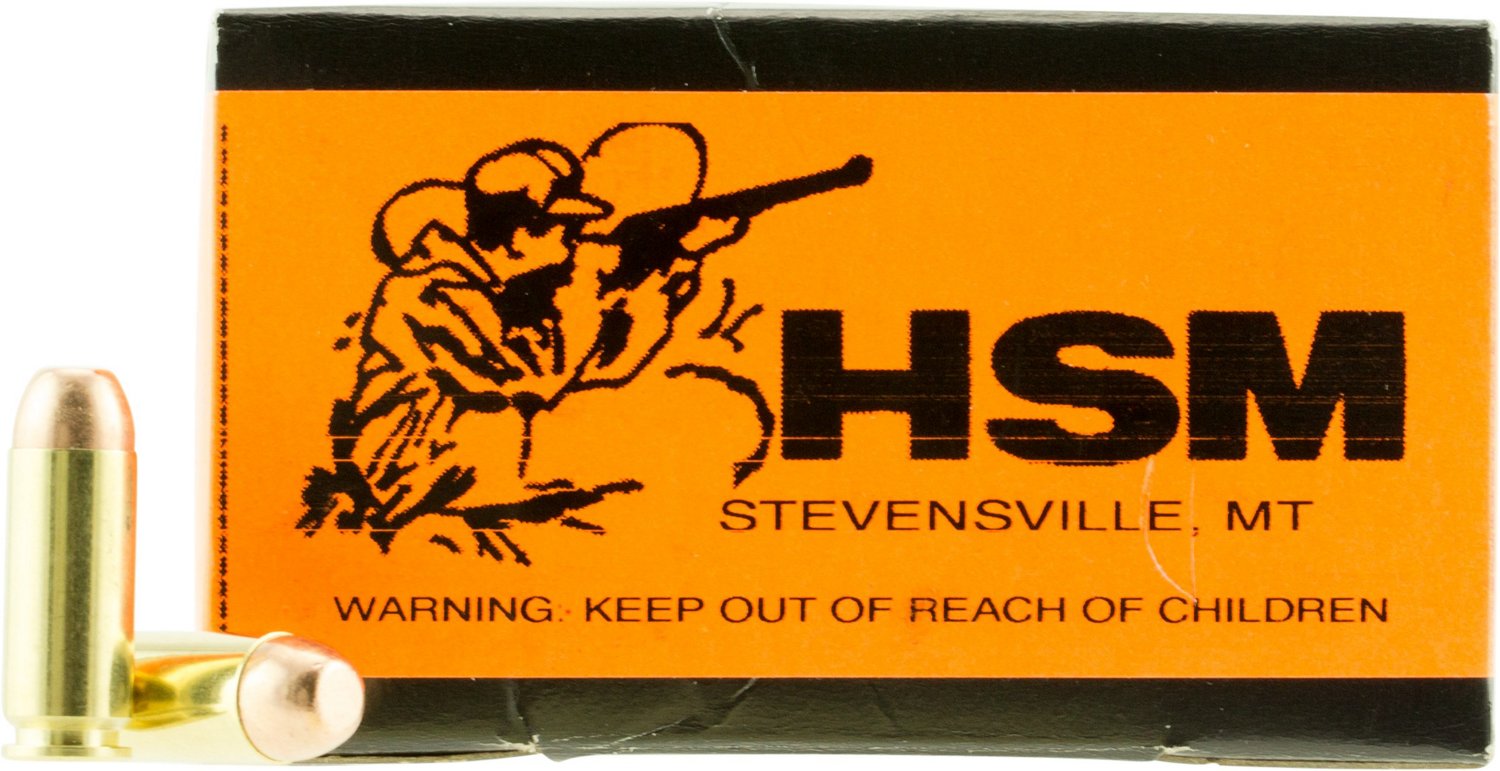 HSM
STEVENSVILLE, MT
WARNING: KEEP OUT OF REACH OF CHILDREN